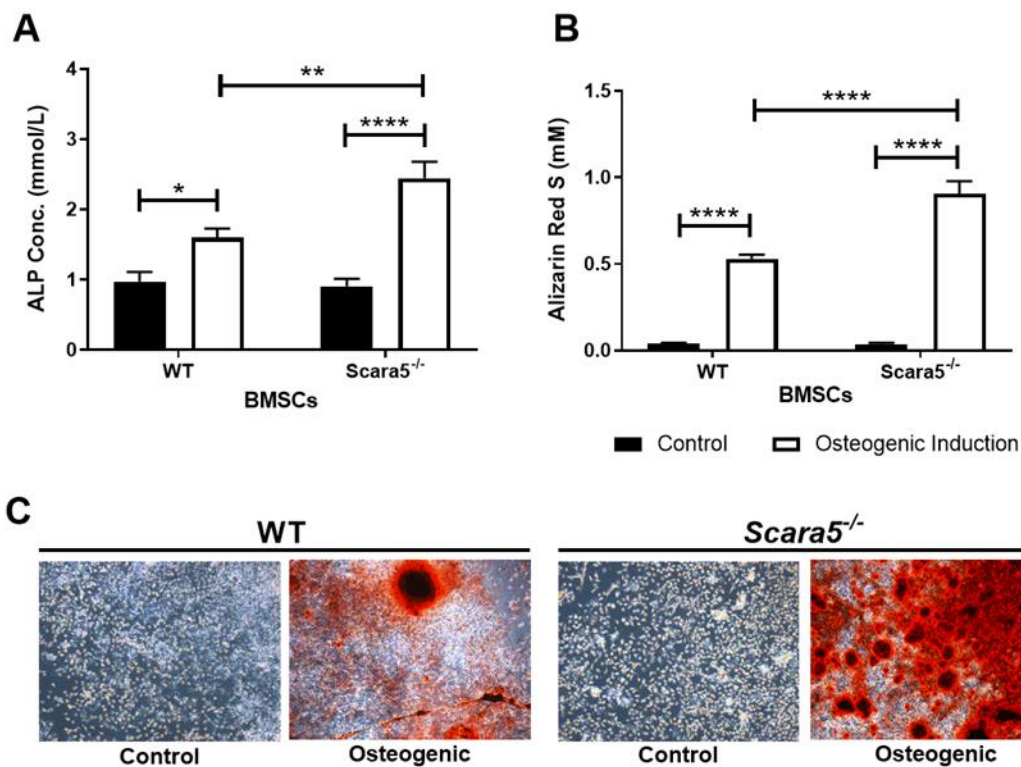 A
ALP Conc. (mmol/L)
4
3
2
1
0
*
**
****
WT
Scara5-/-
BMSCs
B
Alizarin Red S (mM)
1.5
1.0
0.5
0.0
****
****
****
WT
Scara5-/-
BMSCs
Control
Osteogenic Induction
C
WT
Scara5-/-
Control
Osteogenic
Control
Osteogenic